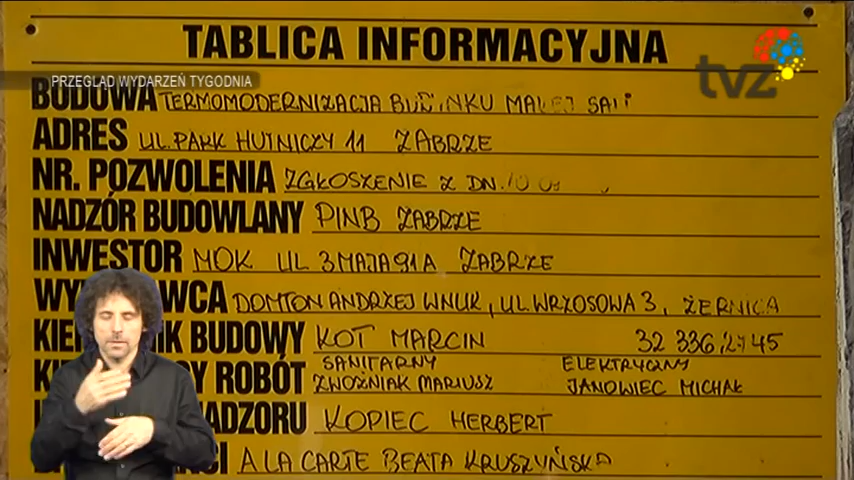 TABLICA INFORMACYJNA
tvz
PRZEGLĄD WYDARZEŃ TYGODNIA
BUDOWA TERMOMODERNIZACJA BUDYNKU MAŁEJ SALI
ADRES UL. PARK HUTNICZY 11 ZABRZE
NR. POZWOLENIA ZGŁOSZENIE Z DN.
NADZÓR BUDOWLANY PINB ZABRZE
INWESTOR MOK UL 3 MAJA 91A ZABRZE
DOMTON ANDRZEJ WNUK, UL. WRZOSOWA 3, ŻERNICA
BUDOWY KOT MARCIN 32 336 2745
ROBÓT SANITARNY ELEKTRYCZNY
ZWOŹNIAK MARIUSZ JANOWIEC MICHAŁ
NADZORU KOPIEC HERBERT
A LA CARTE BEATA KRUSZYŃSKA